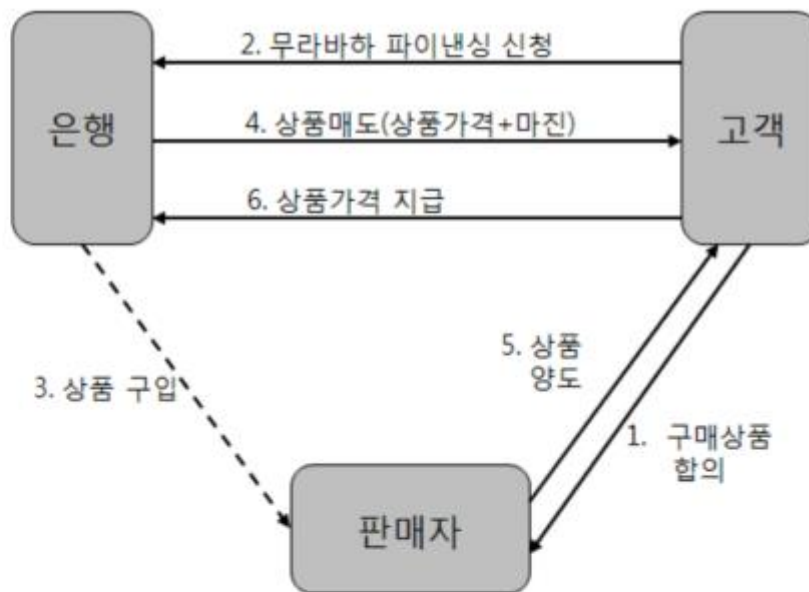 2. 무라바하 파이낸싱 신청
은행
4. 상품매도(상품가격+마진)
고객
6. 상품가격 지급
5. 상품
양도
3. 상품 구입
1. 구매상품
합의
판매자